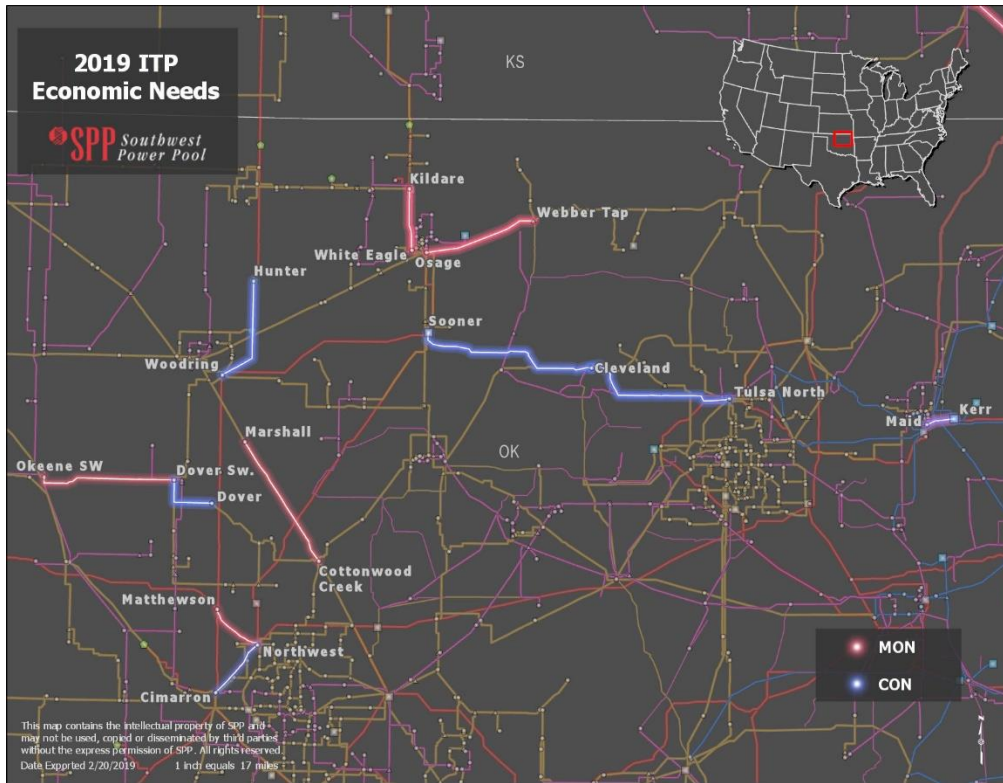 2019 ITP
Economic Needs
SPP Southwest
Power Pool
KS
Kildare
Webber Tap
White Eagle
Osage
Hunter
Sooner
Woodring
Cleveland
Tulsa North
Kerr
Maid
Marshall
Okeene SW
Dover Sw.
OK
Dover
Cottonwood
Creek
Matthewson
Northwest
Cimarron
MON
CON
This map contains the intellectual property of SPP and
may not be used, copied or disseminated by third parties
without the express permission of SPP. All rights reserved.
Date Exported 2/20/2019 1 inch equals 17 miles
N